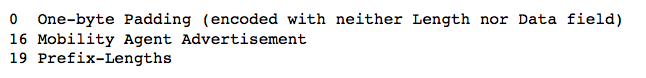 0  One-byte Padding (encoded with neither Length nor Data field)
16 Mobility Agent Advertisement
19 Prefix-Lengths